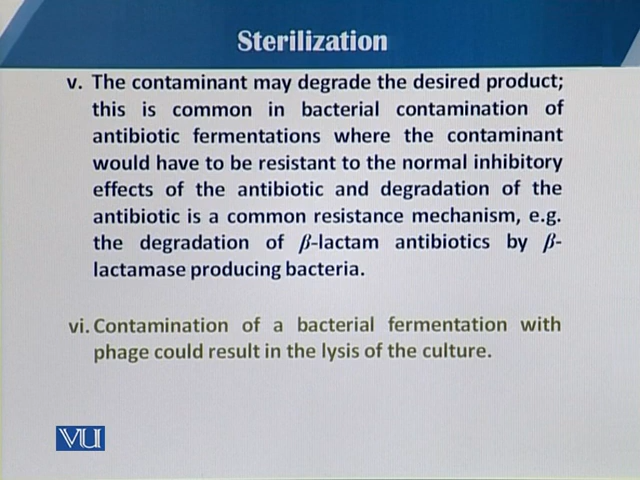 Sterilization
v. The contaminant may degrade the desired product;
this is common in bacterial contamination of
antibiotic fermentations where the contaminant
would have to be resistant to the normal inhibitory
effects of the antibiotic and degradation of the
antibiotic is a common resistance mechanism, e.g.
the degradation of β-lactam antibiotics by β-
lactamase producing bacteria.
vi. Contamination of a bacterial fermentation with
phage could result in the lysis of the culture.
VU